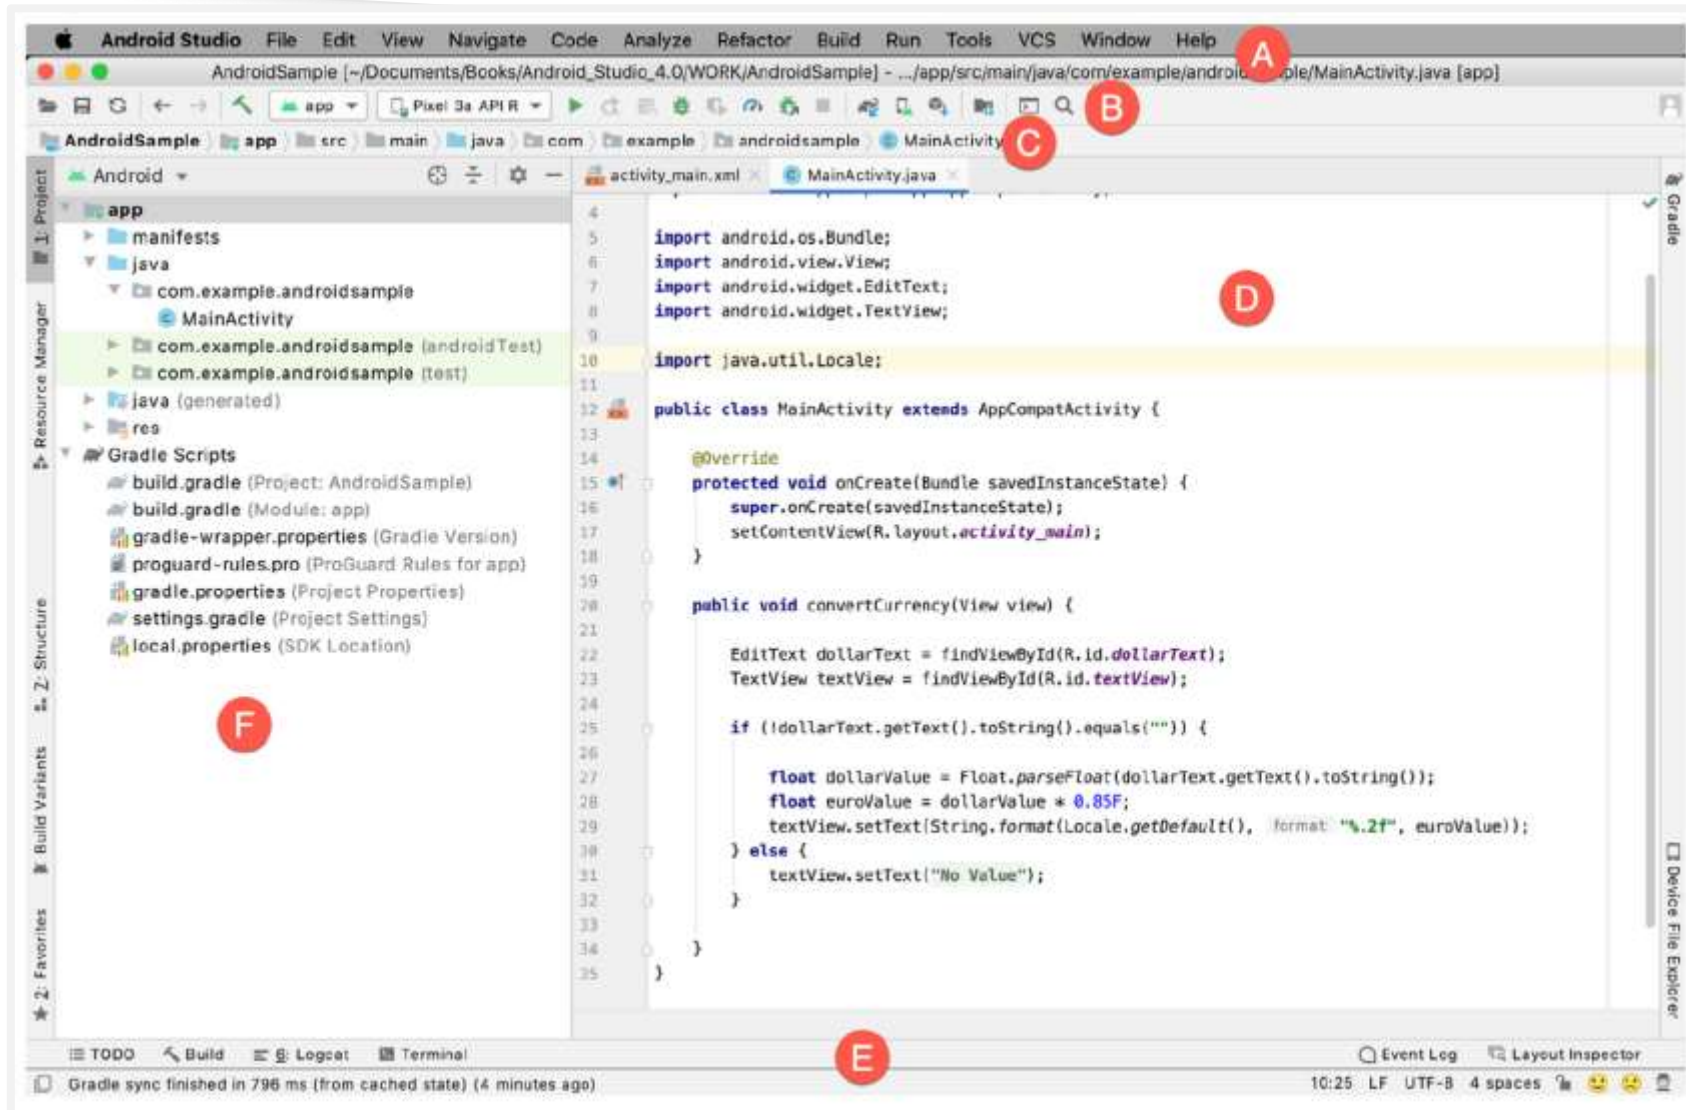 Android Studio File Edit View Navigate Code Analyze Refactor Build Run Tools VCS Window Help
A
AndroidSample [~/Documents/Books/Android_Studio_4.0/WORK/AndroidSample] - .../app/src/main/java/com/example/android ple/MainActivity.java [app]
app Pixel 3a API R
B
AndroidSample app src main java com example androidsample MainActivity
C
1: Project
Resource Manager
Z: Structure
Build Variants
2: Favorites
Android
app
manifests
java
com.example.androidsample
MainActivity
com.example.androidsample (androidTest)
com.example.androidsample (test)
java (generated)
res
Gradle Scripts
build.gradle (Project: AndroidSample)
build.gradle (Module: app)
gradle-wrapper.properties (Gradle Version)
proguard-rules.pro (ProGuard Rules for app)
gradle.properties (Project Properties)
settings.gradle (Project Settings)
local.properties (SDK Location)
F
activity_main.xml MainActivity.java
4
5 import android.os.Bundle;
6 import android.view.View;
7 import android.widget.EditText;
8 import android.widget.TextView;
9
10 import java.util.Locale;
11
12 public class MainActivity extends AppCompatActivity {
13
14 @Override
15 protected void onCreate(Bundle savedInstanceState) {
16 super.onCreate(savedInstanceState);
17 setContentView(R.layout.activity_main);
18 }
19
20 public void convertCurrency(View view) {
21
22 EditText dollarText = findViewById(R.id.dollarText);
23 TextView textView = findViewById(R.id.textView);
24
25 if (!dollarText.getText().toString().equals("")) {
26
27 float dollarValue = Float.parseFloat(dollarText.getText().toString());
28 float euroValue = dollarValue * 0.85F;
29 textView.setText(String.format(Locale.getDefault(), format: "%.2f", euroValue));
30 } else {
31 textView.setText("No Value");
32 }
33
34 }
35 }
D
Gradle
Device File Explorer
TODO Build 6: Logcat Terminal
E
Event Log Layout Inspector
Gradle sync finished in 796 ms (from cached state) (4 minutes ago)
10:25 LF UTF-8 4 spaces